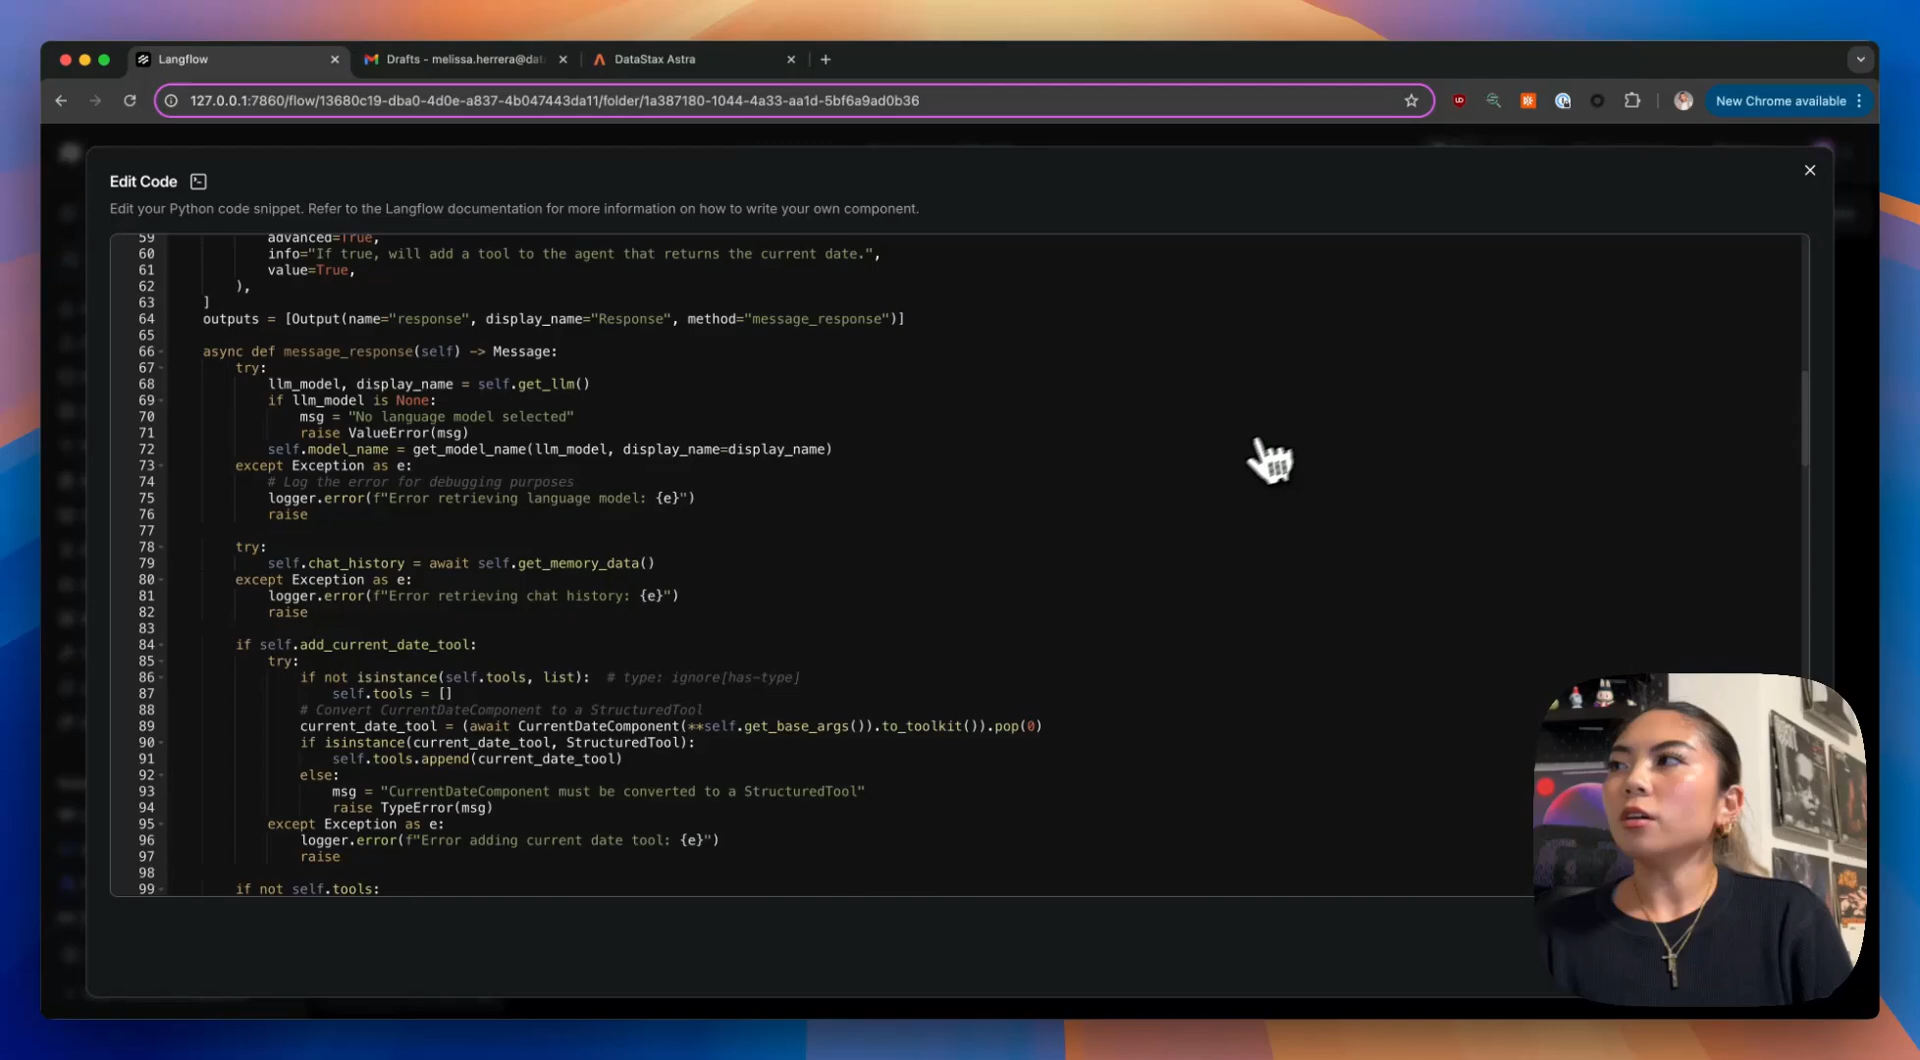 Langflow
Drafts - melissa.herrera@dat
DataStax Astra
127.0.0.1:7860/flow/13680c19-dba0-4d0e-a837-4b047443da11/folder/1a387180-1044-4a33-aa1d-5bf6a9ad0b36
New Chrome available
Edit Code
Edit your Python code snippet. Refer to the Langflow documentation for more information on how to write your own component.
59 advanced=True,
60 info="If true, will add a tool to the agent that returns the current date.",
61 value=True,
62 ),
63 ]
64 outputs = [Output(name="response", display_name="Response", method="message_response")]
65
66 async def message_response(self) -> Message:
67 try:
68 llm_model, display_name = self.get_llm()
69 if llm_model is None:
70 msg = "No language model selected"
71 raise ValueError(msg)
72 self.model_name = get_model_name(llm_model, display_name=display_name)
73 except Exception as e:
74 # Log the error for debugging purposes
75 logger.error(f"Error retrieving language model: {e}")
76 raise
77
78 try:
79 self.chat_history = await self.get_memory_data()
80 except Exception as e:
81 logger.error(f"Error retrieving chat history: {e}")
82 raise
83
84 if self.add_current_date_tool:
85 try:
86 if not isinstance(self.tools, list):  # type: ignore[has-type]
87 self.tools = []
88 # Convert CurrentDateComponent to a StructuredTool
89 current_date_tool = (await CurrentDateComponent(**self.get_base_args()).to_toolkit()).pop(0)
90 if isinstance(current_date_tool, StructuredTool):
91 self.tools.append(current_date_tool)
92 else:
93 msg = "CurrentDateComponent must be converted to a StructuredTool"
94 raise TypeError(msg)
95 except Exception as e:
96 logger.error(f"Error adding current date tool: {e}")
97 raise
98
99 if not self.tools: